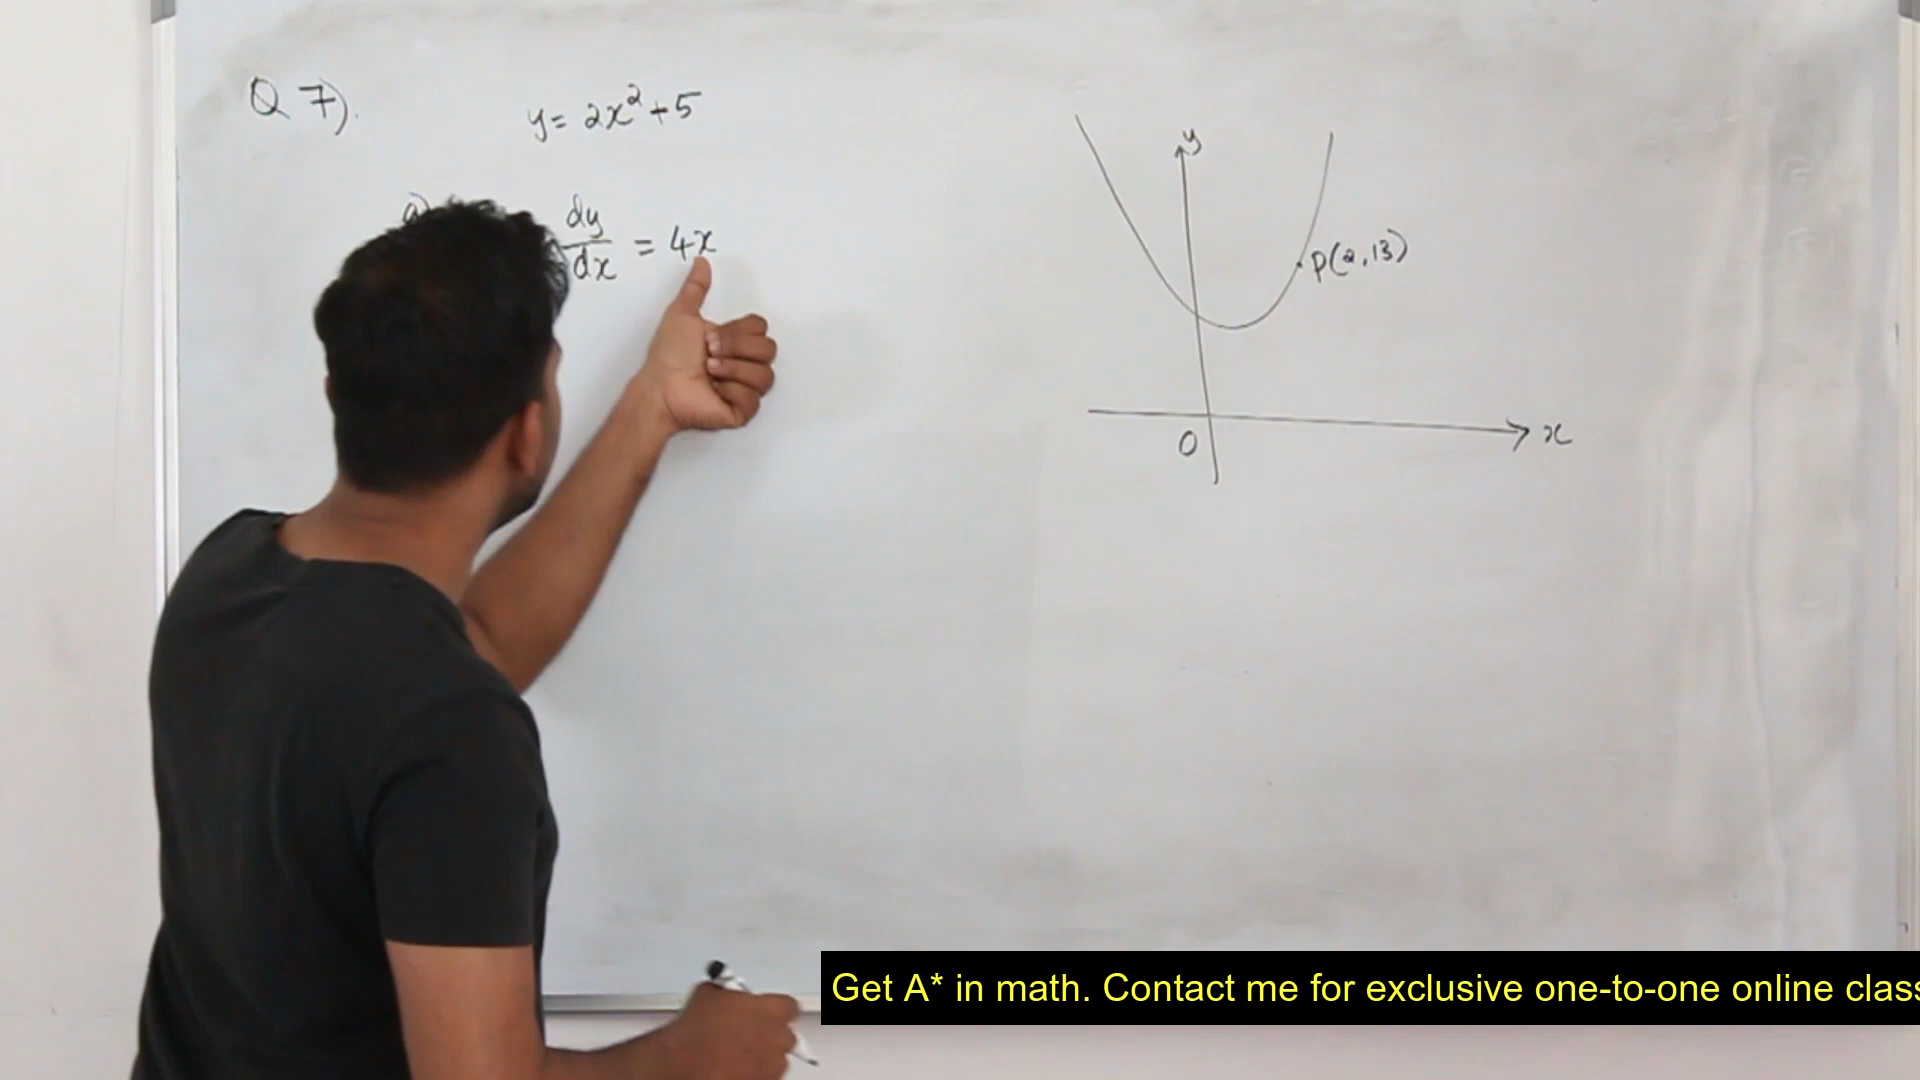 Q 7).
y = 2x² + 5
a)
dy
dx
= 4x
y
P(2,13)
O
x
Get A* in math. Contact me for exclusive one-to-one online class